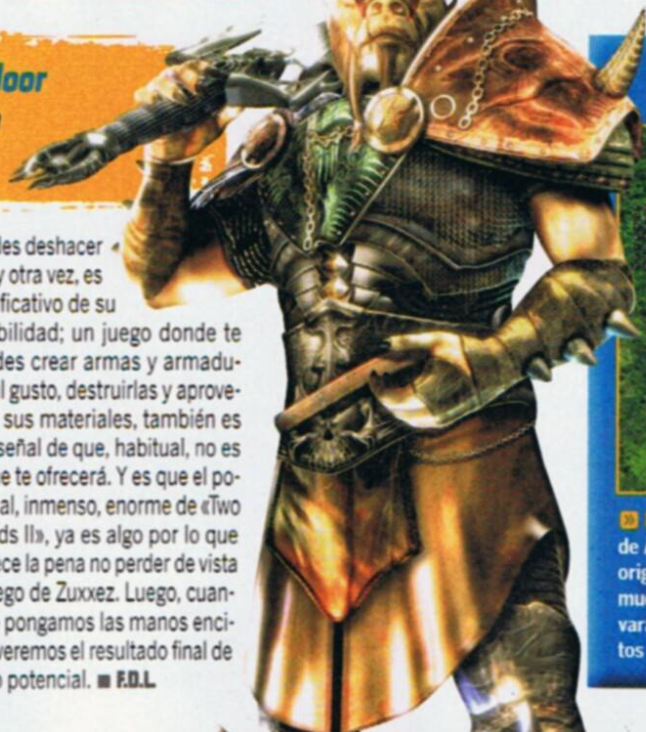 loor
des deshacer
y otra vez, es
ificativo de su
bilidad; un juego donde te
des crear armas y armadu-
l gusto, destruirlas y aprove-
sus materiales, también es
señal de que, habitual, no es
e te ofrecerá. Y es que el po-
al, inmenso, enorme de «Two
ds II», ya es algo por lo que
ece la pena no perder de vista
ego de Zuxxez. Luego, cuan-
pongamos las manos enci-
veremos el resultado final de
o potencial. ■ F.D.L.
de
orig
mu
var
tos